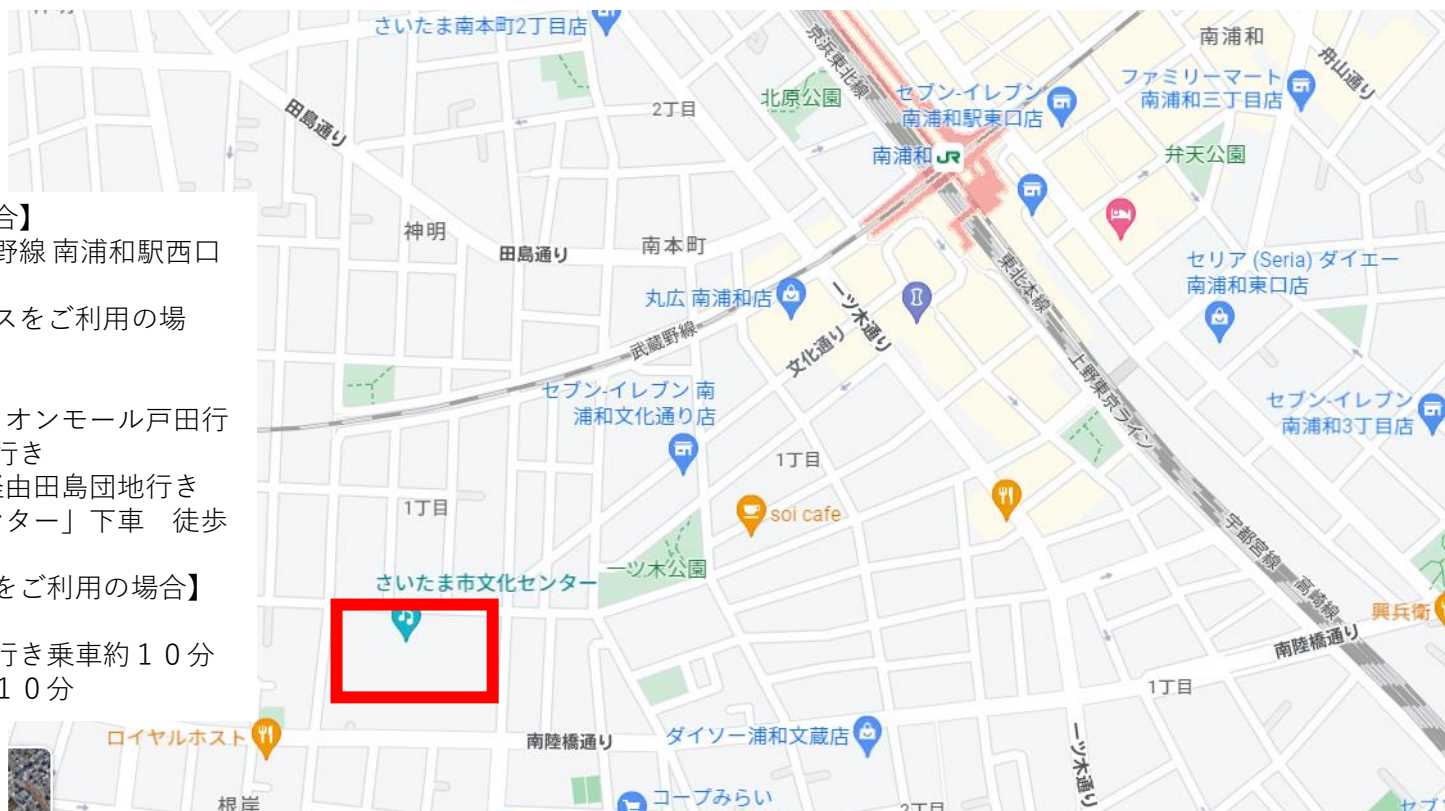 さいたま南本町2丁目店
京浜東北線
南浦和
舟山通り
ファミリーマート
南浦和三丁目店
北原公園
セブン-イレブン
南浦和駅東口店
2丁目
田島通り
南浦和 JR
弁天公園
合】
野線 南浦和駅西口
スをご利用の場
オンモール戸田行
行き
経由田島団地行き
ンター」下車　徒歩
をご利用の場合】
行き乗車約１０分
１０分
神明
田島通り
南本町
東北本線
セリア (Seria) ダイエー
南浦和東口店
丸広 南浦和店
一ツ木通り
文化通り
武蔵野線
上野東京ライン
セブン-イレブン 南
浦和文化通り店
セブン-イレブン
南浦和3丁目店
1丁目
1丁目
soi cafe
宇都宮線
高崎線
一ツ木公園
さいたま市文化センター
興兵衛
南陸橋通り
1丁目
ロイヤルホスト
南陸橋通り
ダイソー浦和文蔵店
一ツ木通り
根岸
コープみらい
2丁目
セブン